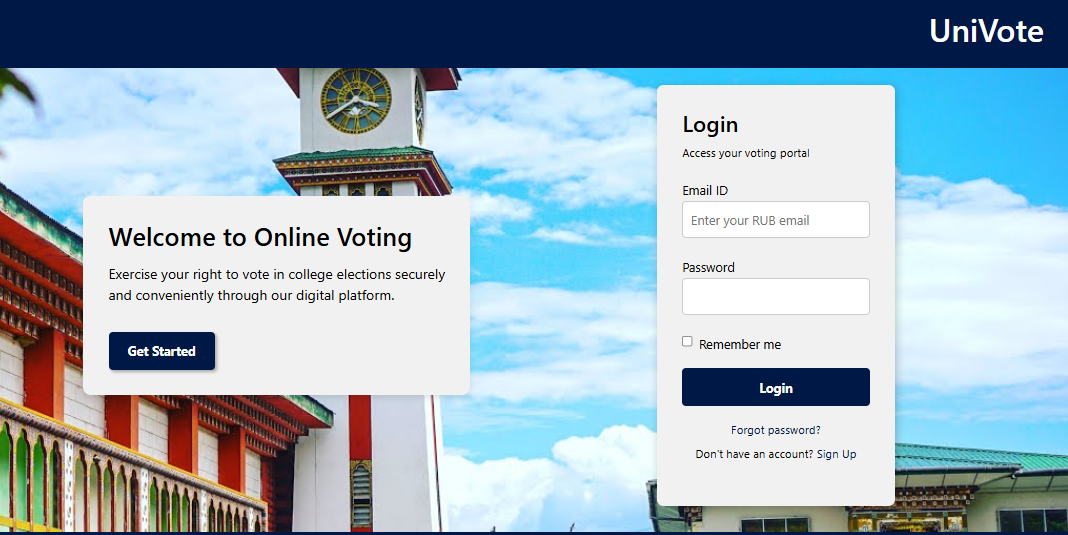 UniVote
Welcome to Online Voting
Exercise your right to vote in college elections securely
and conveniently through our digital platform.
Get Started
Login
Access your voting portal
Email ID
Enter your RUB email
Password
Remember me
Login
Forgot password?
Don't have an account? Sign Up